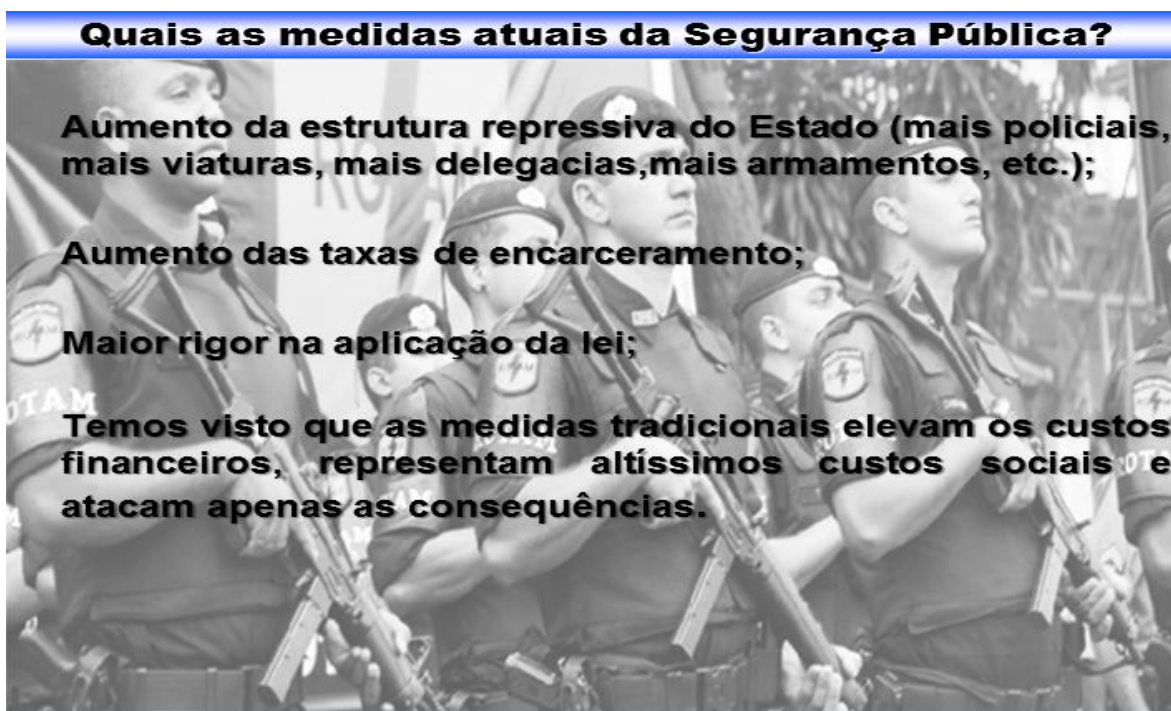 Quais as medidas atuais da Segurança Pública?
Aumento da estrutura repressiva do Estado (mais policiais,
mais viaturas, mais delegacias,mais armamentos, etc.);
Aumento das taxas de encarceramento;
Maior rigor na aplicação da lei;
Temos visto que as medidas tradicionais elevam os custos
financeiros, representam altíssimos custos sociais e
atacam apenas as consequências.
OTAM